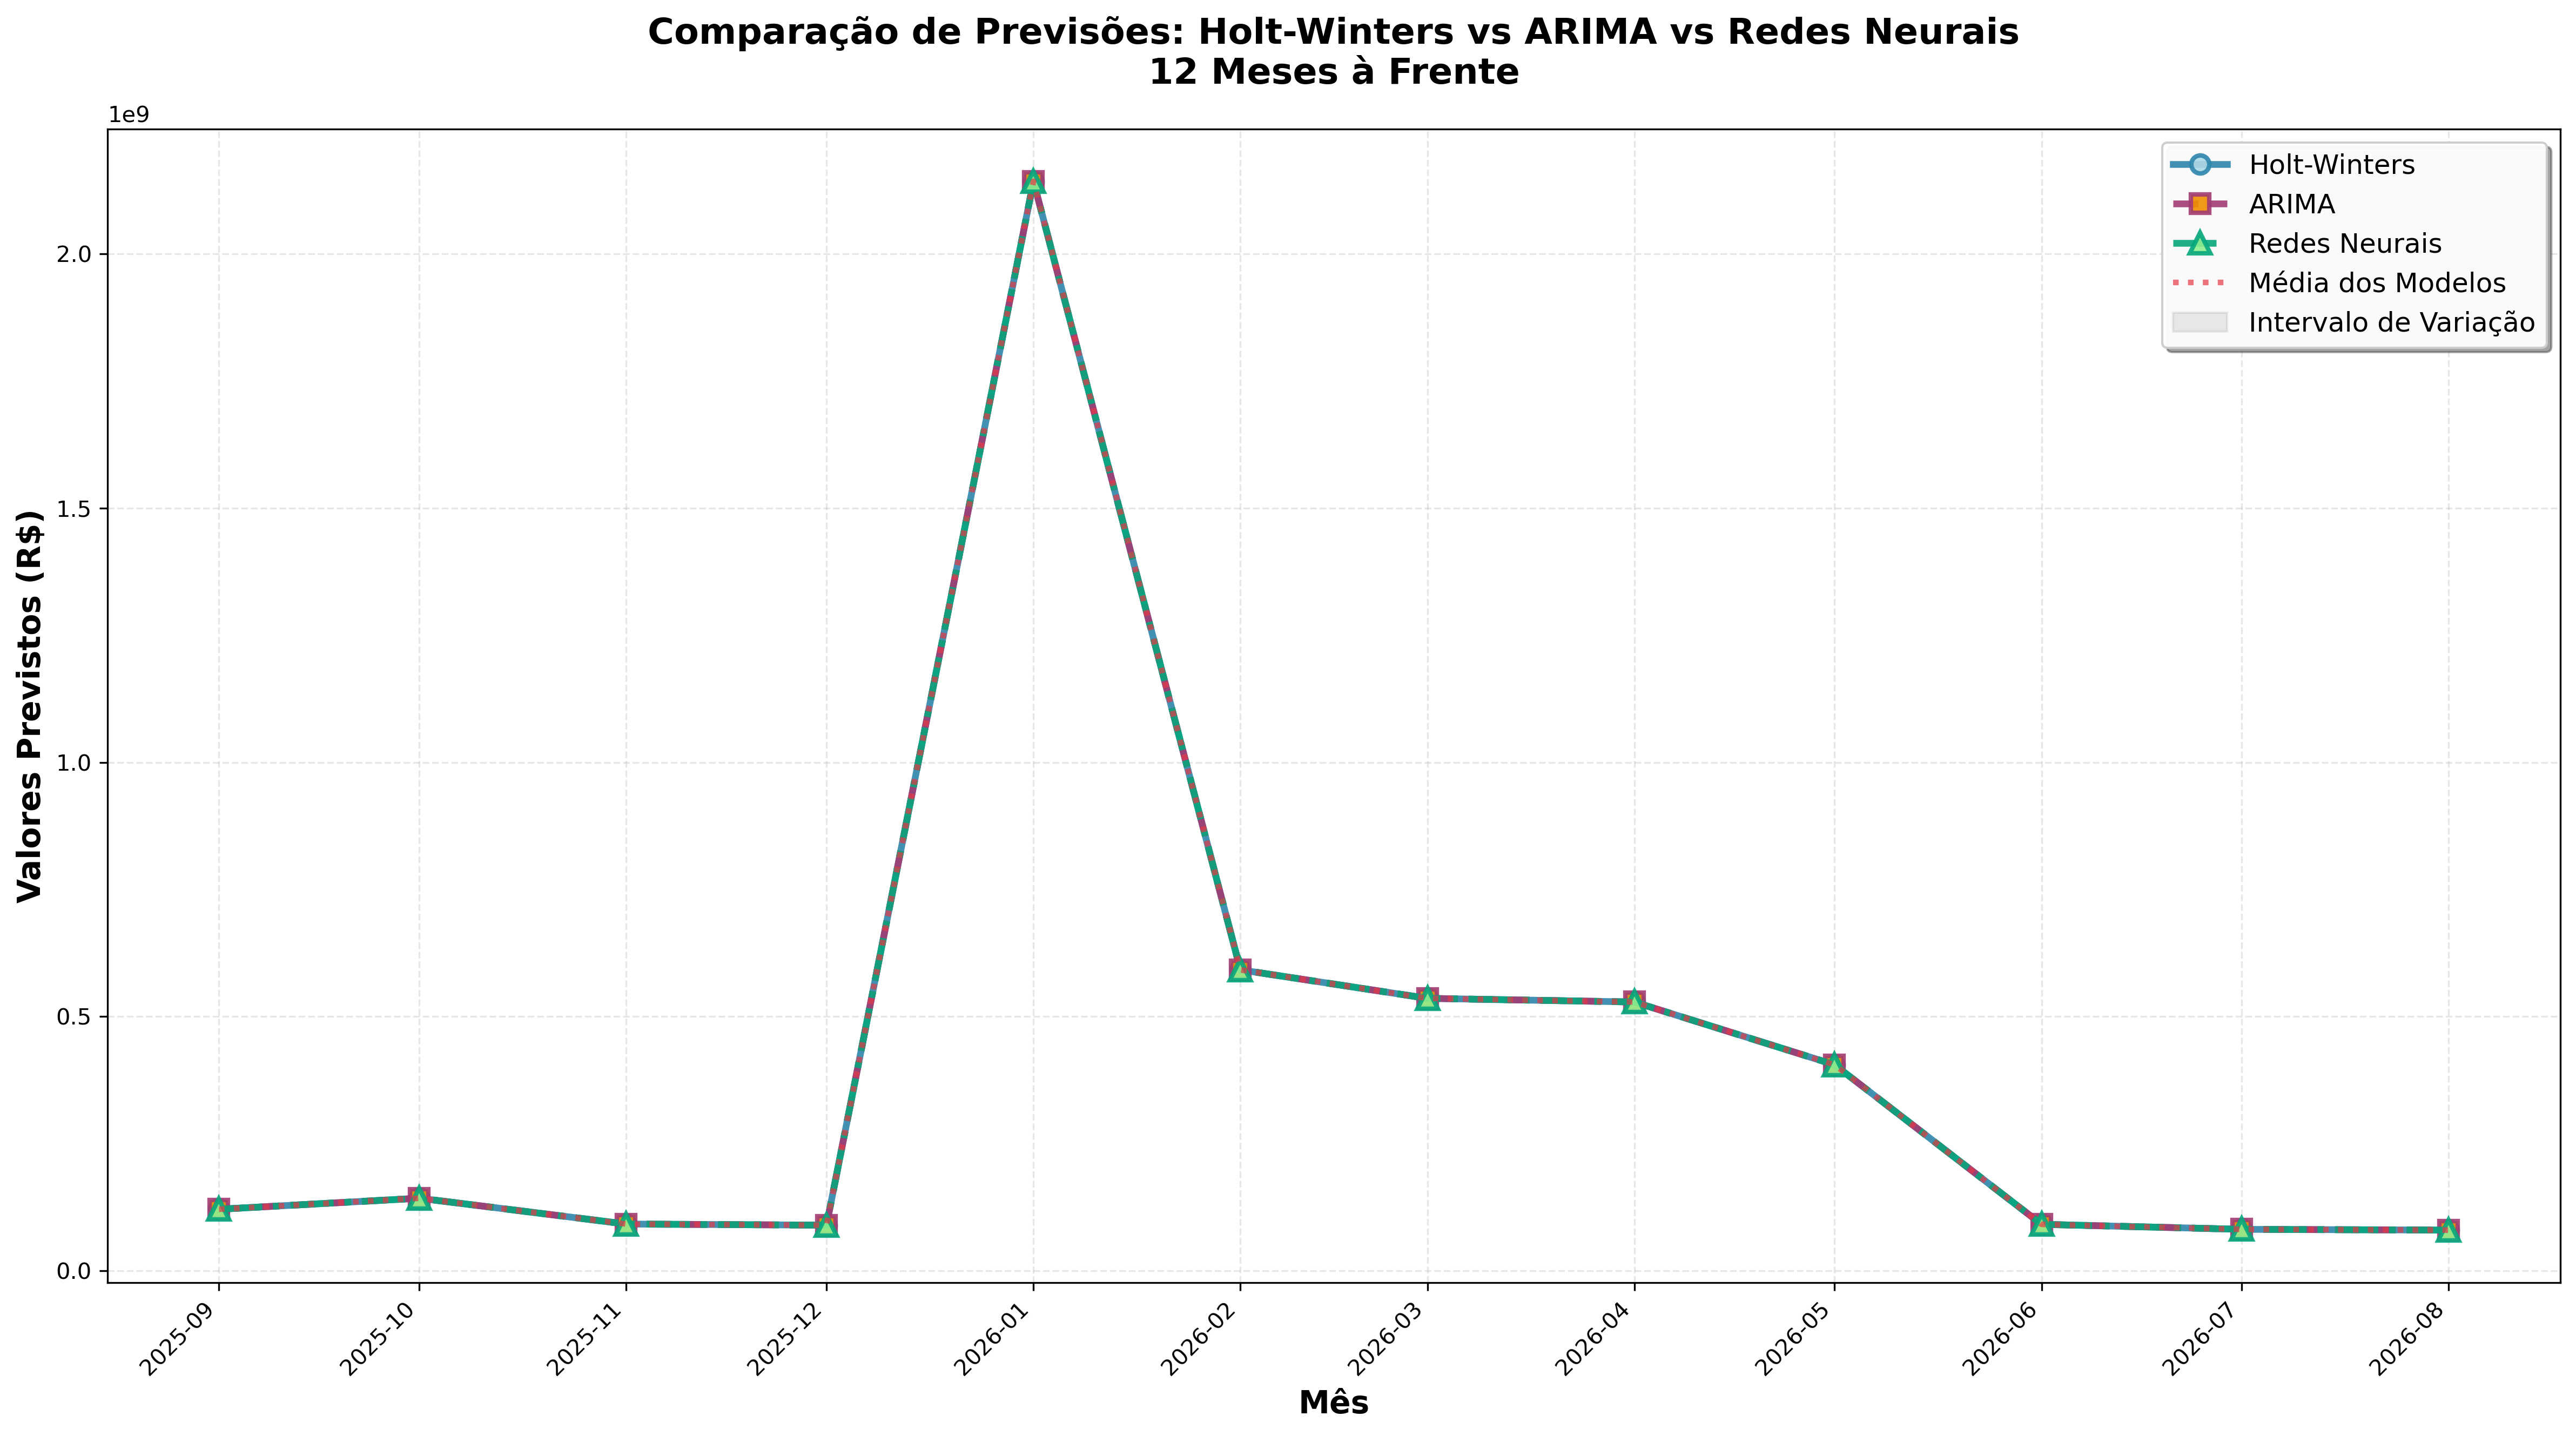 Comparação de Previsões: Holt-Winters vs ARIMA vs Redes Neurais
12 Meses à Frente
1e9
Holt-Winters
ARIMA
Redes Neurais
Média dos Modelos
Intervalo de Variação
Valores Previstos (R$)
2.0
1.5
1.0
0.5
0.0
2025-09
2025-10
2025-11
2025-12
2026-01
2026-02
2026-03
2026-04
2026-05
2026-06
2026-07
2026-08
Mês